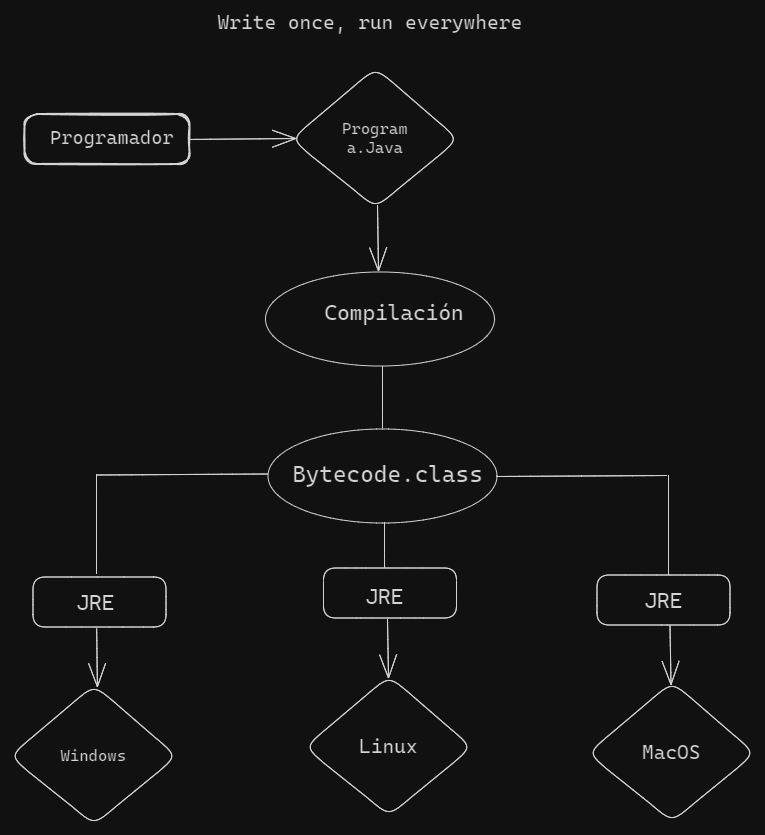 Write once, run everywhere
Programador
Program
a.Java
Compilación
Bytecode.class
JRE
JRE
JRE
Windows
Linux
MacOS